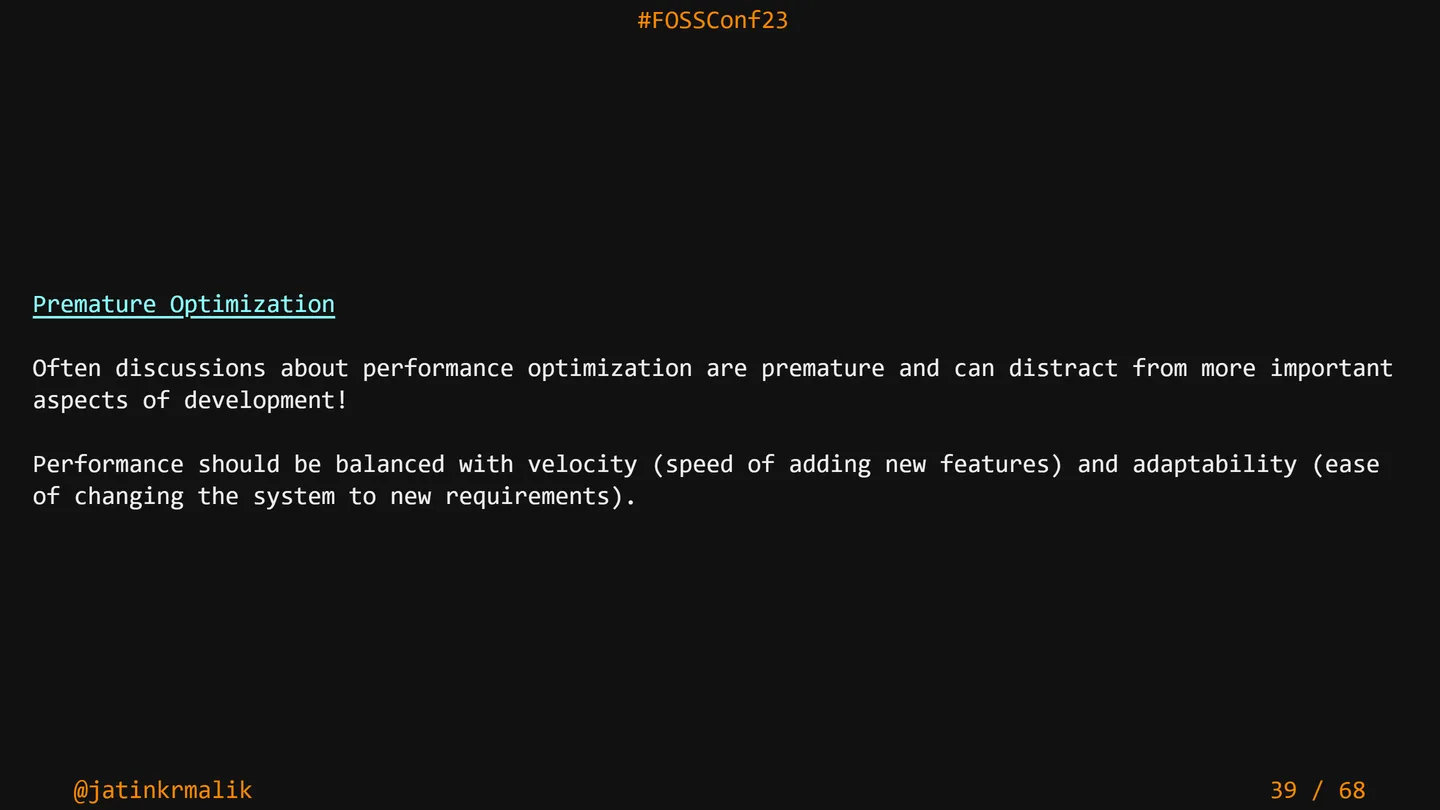 #FOSSConf23
Premature Optimization
Often discussions about performance optimization are premature and can distract from more important
aspects of development!
Performance should be balanced with velocity (speed of adding new features) and adaptability (ease
of changing the system to new requirements).
@jatinkrmalik
39 / 68